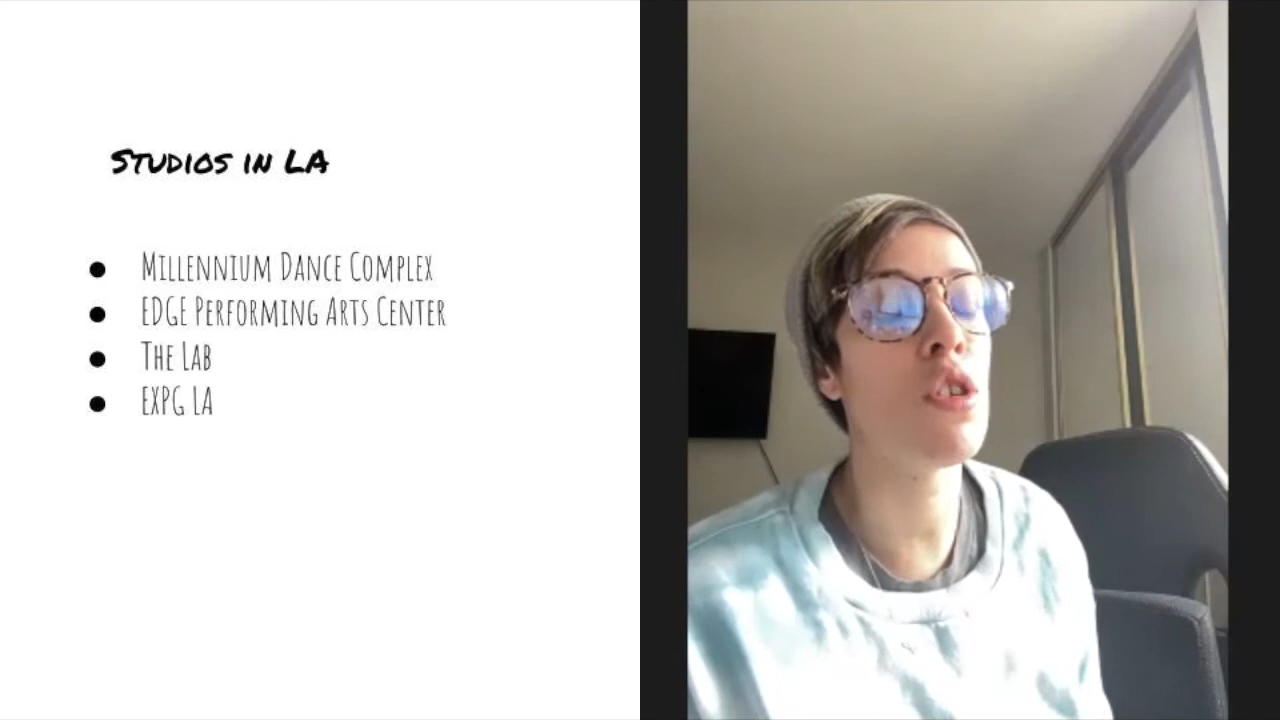 Studios in LA
Millennium Dance Complex
EDGE Performing Arts Center
The Lab
EXPG LA